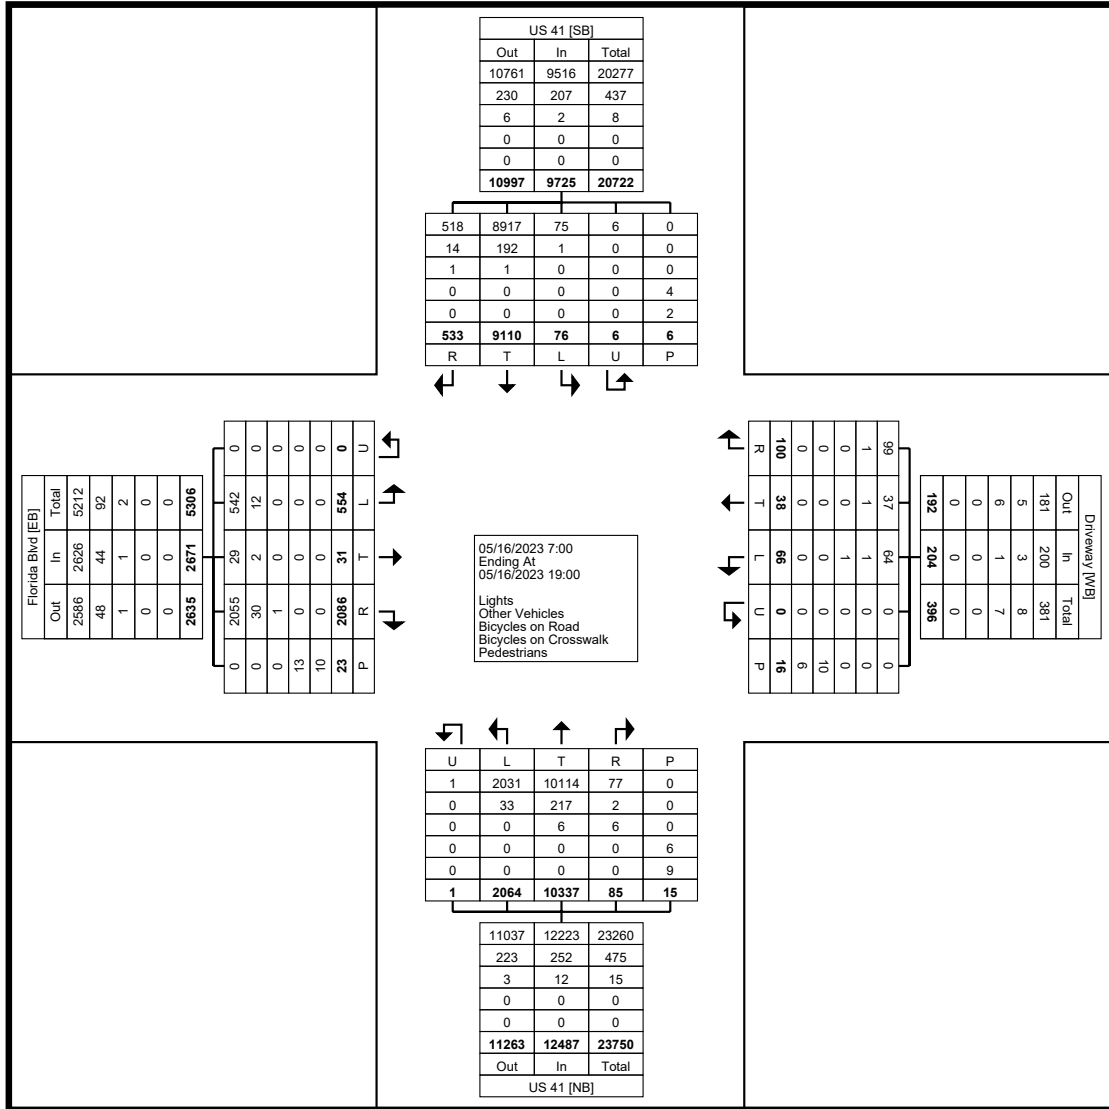 US 41 [SB]
Out In Total
10761 9516 20277
230 207 437
6 2 8
0 0 0
0 0 0
10997 9725 20722
518 8917 75 6 0
14 192 1 0 0
1 1 0 0 0
0 0 0 0 4
0 0 0 0 2
533 9110 76 6 6
R T L U P
Florida Blvd [EB]
Total In Out
5212 2626 2586
92 44 48
2 1 1
0 0 0
0 0 0
5306 2671 2635
0 542 29 2055 0
0 12 2 30 0
0 0 0 1 0
0 0 0 0 13
0 0 0 0 10
0 554 31 2086 23
U L T R P
05/16/2023 7:00
Ending At
05/16/2023 19:00
Lights
Other Vehicles
Bicycles on Road
Bicycles on Crosswalk
Pedestrians
Driveway [WB]
Out In Total
181 200 381
5 3 8
6 1 7
0 0 0
0 0 0
192 204 396
99 37 64 0 0
1 1 1 0 0
0 0 1 0 0
0 0 0 0 10
0 0 0 0 6
100 38 66 0 16
R T L U P
U L T R P
1 2031 10114 77 0
0 33 217 2 0
0 0 6 6 0
0 0 0 0 6
0 0 0 0 9
1 2064 10337 85 15
11037 12223 23260
223 252 475
3 12 15
0 0 0
0 0 0
11263 12487 23750
Out In Total
US 41 [NB]